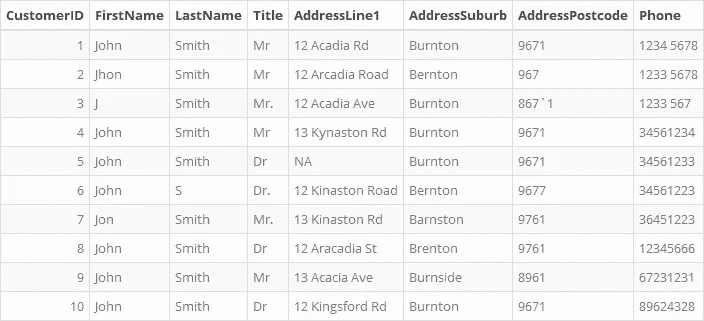 CustomerID FirstName LastName Title AddressLine1 AddressSuburb AddressPostcode Phone
1 John Smith Mr 12 Acadia Rd Burnton 9671 1234 5678
2 Jhon Smith Mr 12 Arcadia Road Bernton 967 1233 5678
3 J Smith Mr. 12 Acadia Ave Burnton 867`1 1233 567
4 John Smith Mr 13 Kynaston Rd Burnton 9671 34561234
5 John Smith Dr NA Burnton 9671 34561233
6 John S Dr. 12 Kinaston Road Bernton 9677 34561223
7 Jon Smith Mr. 13 Kinaston Rd Barnston 9761 36451223
8 John Smith Dr 12 Aracadia St Brenton 9761 12345666
9 John Smith Mr 13 Acacia Ave Burnside 8961 67231231
10 John Smith Dr 12 Kingsford Rd Burnton 9671 89624328